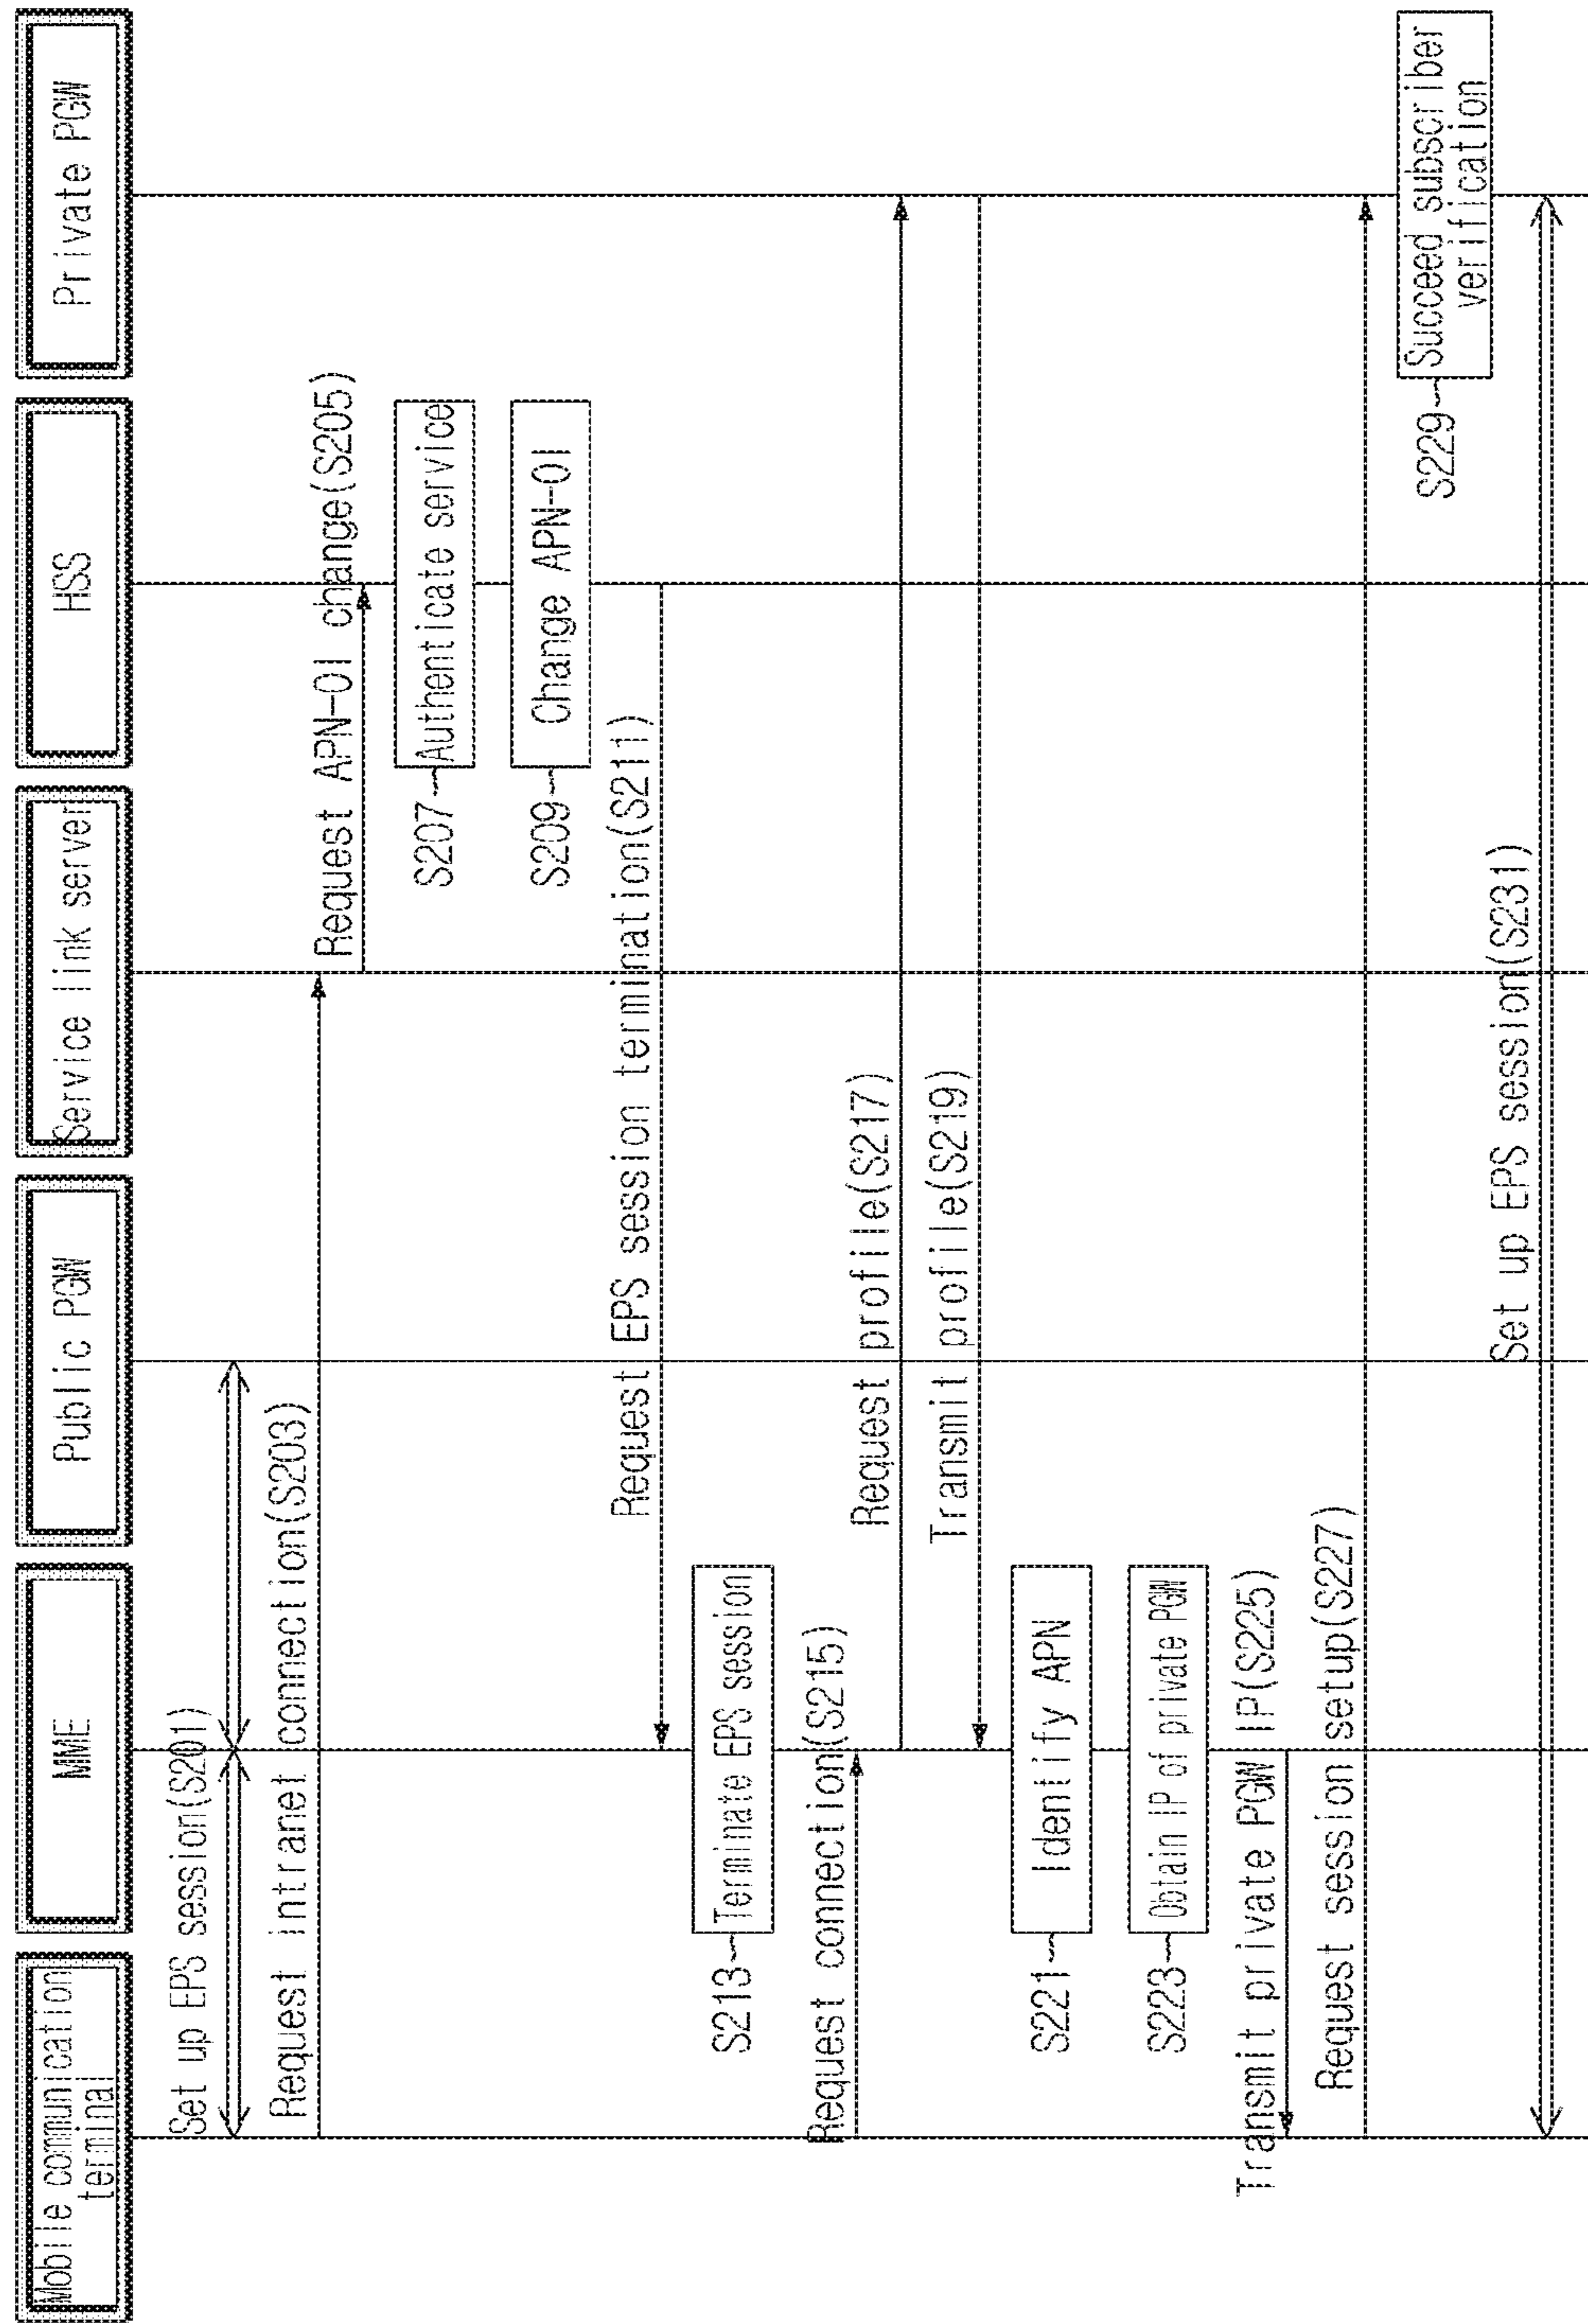 Mobile communication
terminal
MME
Public PGW
Service link server
HSS
Private PGW
Set up EPS session(S201)
Request intranet connection(S203)
Request APN-OI change(S205)
S207
Authenticate service
S209
Change APN-OI
Request EPS session termination(S211)
S213
Terminate EPS session
Request connection(S215)
Request profile(S217)
Transmit profile(S219)
S221
Identify APN
S223
Obtain IP of private PGW
Transmit private PGW IP(S225)
Request session setup(S227)
S229
Succeed subscriber
verification
Set up EPS session(S231)